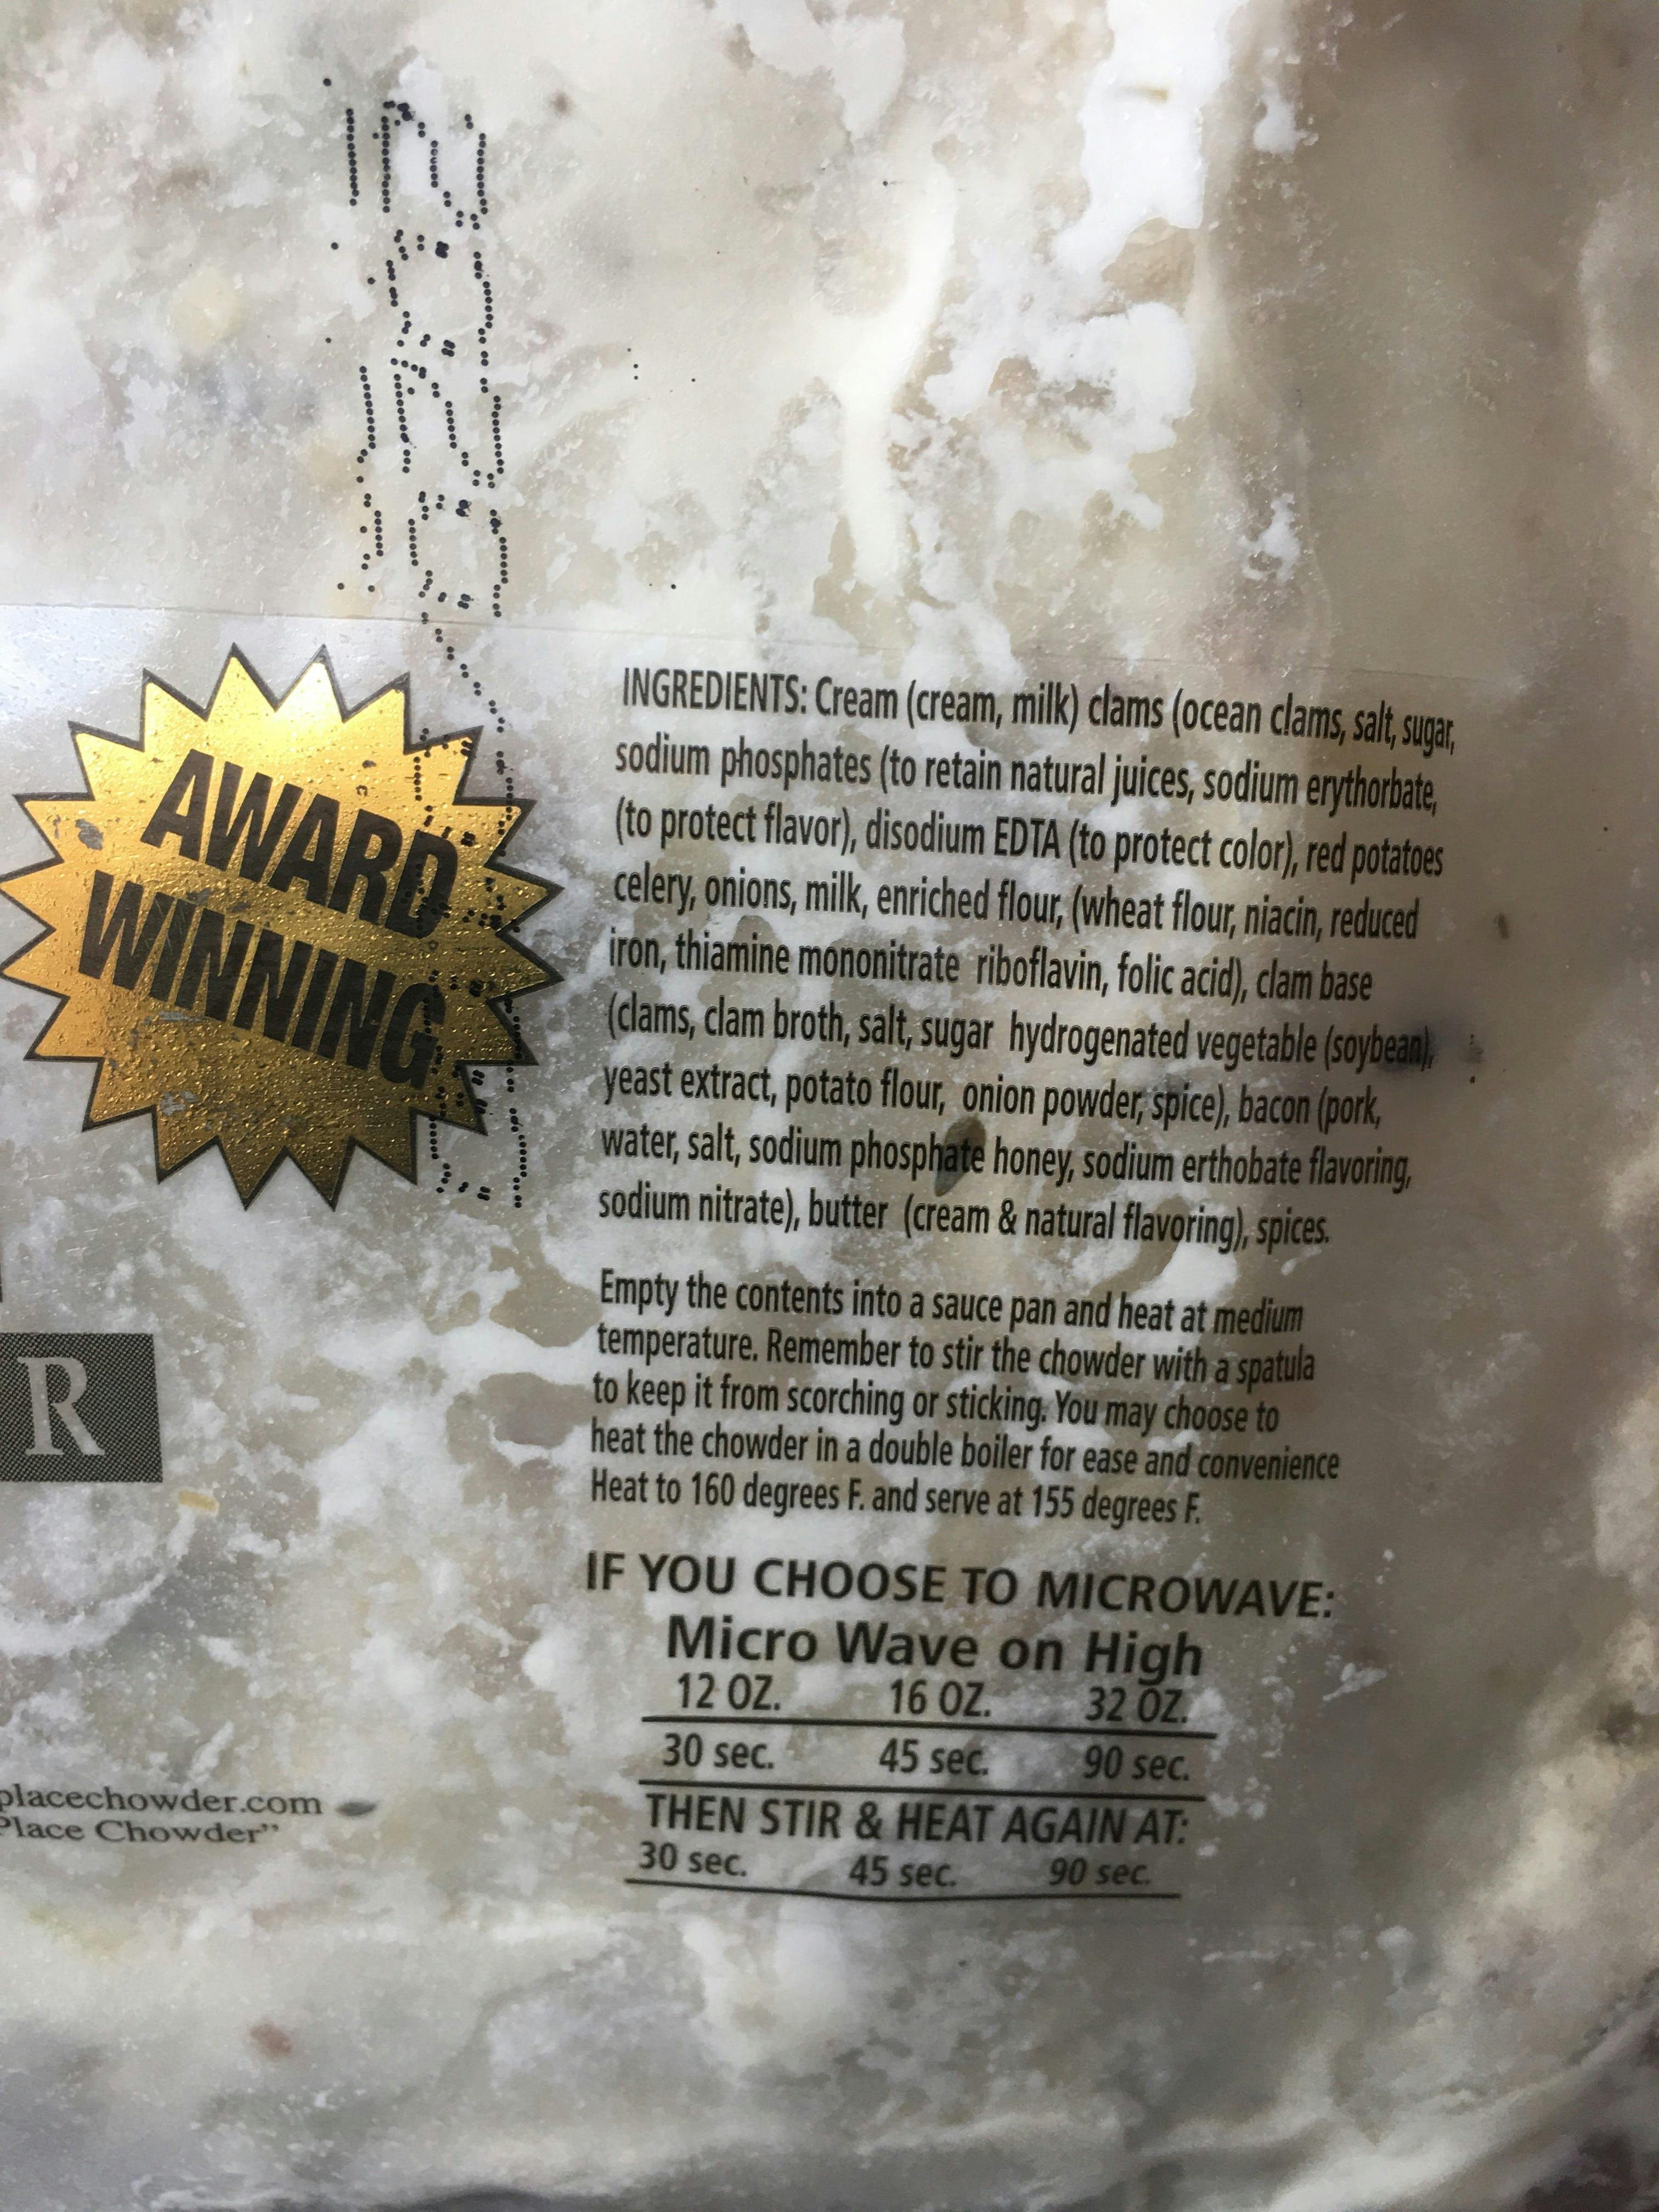 AWARD
WINNING
R
placechowder.com
Place Chowder”
INGREDIENTS: Cream (cream, milk) clams (ocean clams, salt, sugar,
sodium phosphates (to retain natural juices, sodium erythorbate,
(to protect flavor), disodium EDTA (to protect color), red potatoes
celery, onions, milk, enriched flour, (wheat flour, niacin, reduced
iron, thiamine mononitrate riboflavin, folic acid), clam base
(clams, clam broth, salt, sugar hydrogenated vegetable (soybean),
yeast extract, potato flour, onion powder, spice), bacon (pork,
water, salt, sodium phosphate honey, sodium erthobate flavoring,
sodium nitrate), butter (cream & natural flavoring), spices.
Empty the contents into a sauce pan and heat at medium
temperature. Remember to stir the chowder with a spatula
to keep it from scorching or sticking. You may choose to
heat the chowder in a double boiler for ease and convenience
Heat to 160 degrees F. and serve at 155 degrees F.
IF YOU CHOOSE TO MICROWAVE:
Micro Wave on High
12 OZ. 16 OZ. 32 OZ.
30 sec. 45 sec. 90 sec.
THEN STIR & HEAT AGAIN AT:
30 sec. 45 sec. 90 sec.